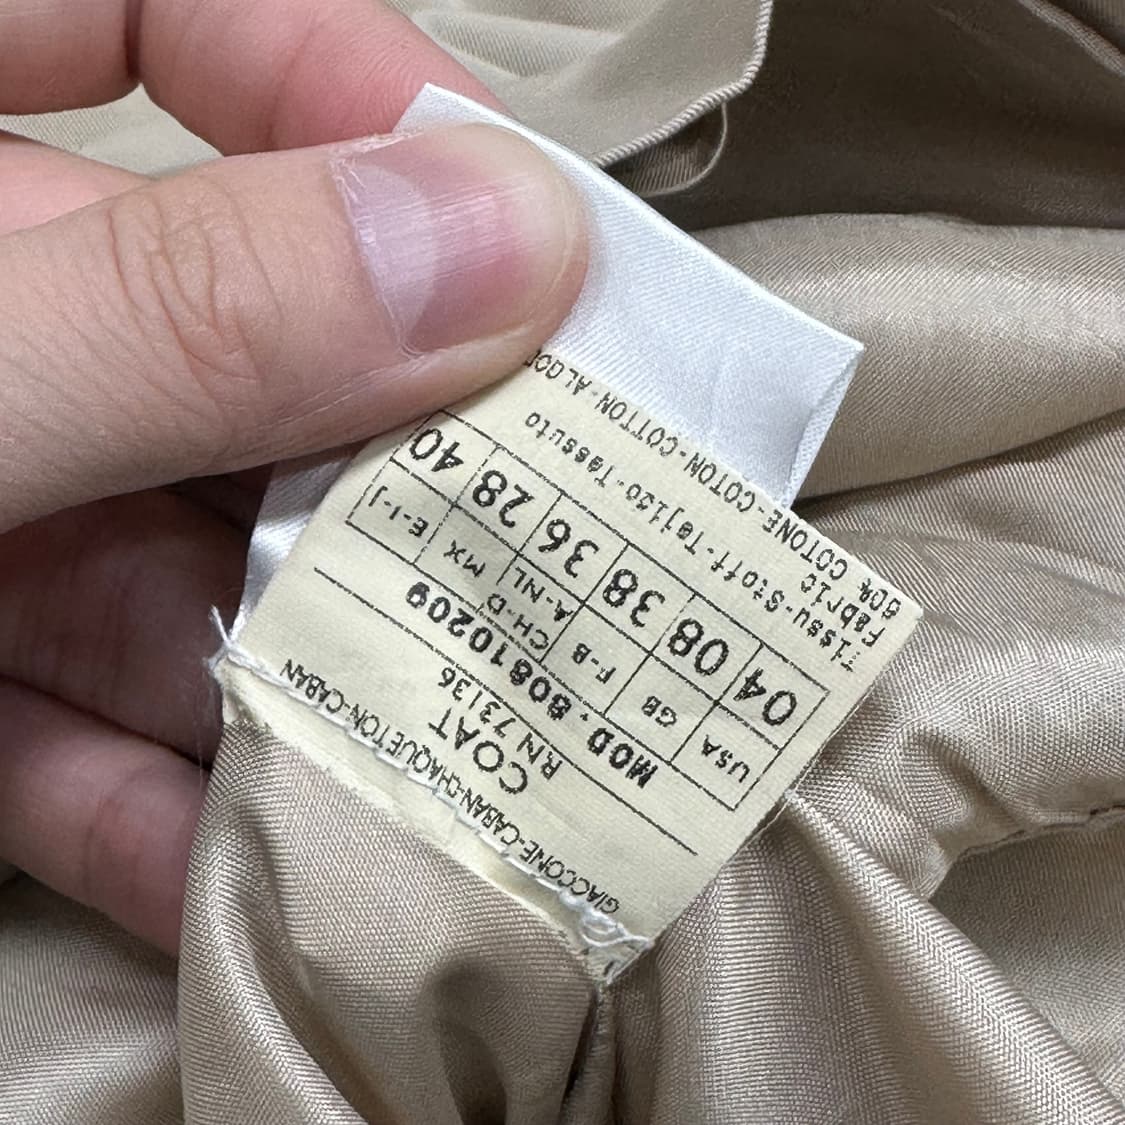 GIACCONE-CABAN-CHAQUETON-CABAN
COAT
RN 73136
MOD. 80810209
USA GB F-B CH-D A-NL MX E-I-J
04 08 38 36 28 40
Tissu-Stoff-Tejido-Tessuto
Fabric
60% COTONE-COTON-COTTON-ALGOD